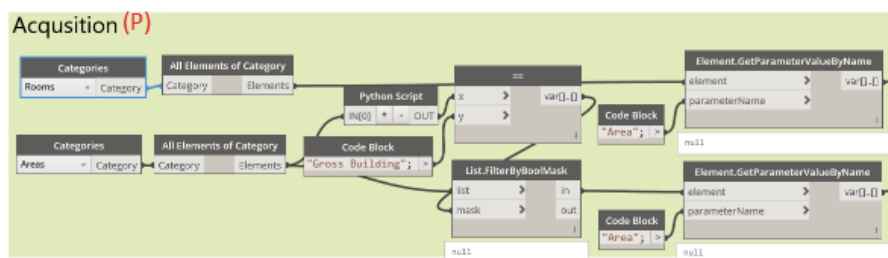 Acqusition (P)
Categories
Rooms Category
All Elements of Category
Category Elements
Python Script
IN[0] + - OUT
==
x > var[]..[]
y >
Code Block
"Area"; >
Element.GetParameterValueByName
element > var[]..[]
parameterName >
null
Categories
Areas Category
All Elements of Category
Category Elements
Code Block
"Gross Building"; >
List.FilterByBoolMask
list > in
mask > out
null
Code Block
"Area"; >
Element.GetParameterValueByName
element > var[]..[]
parameterName >
null